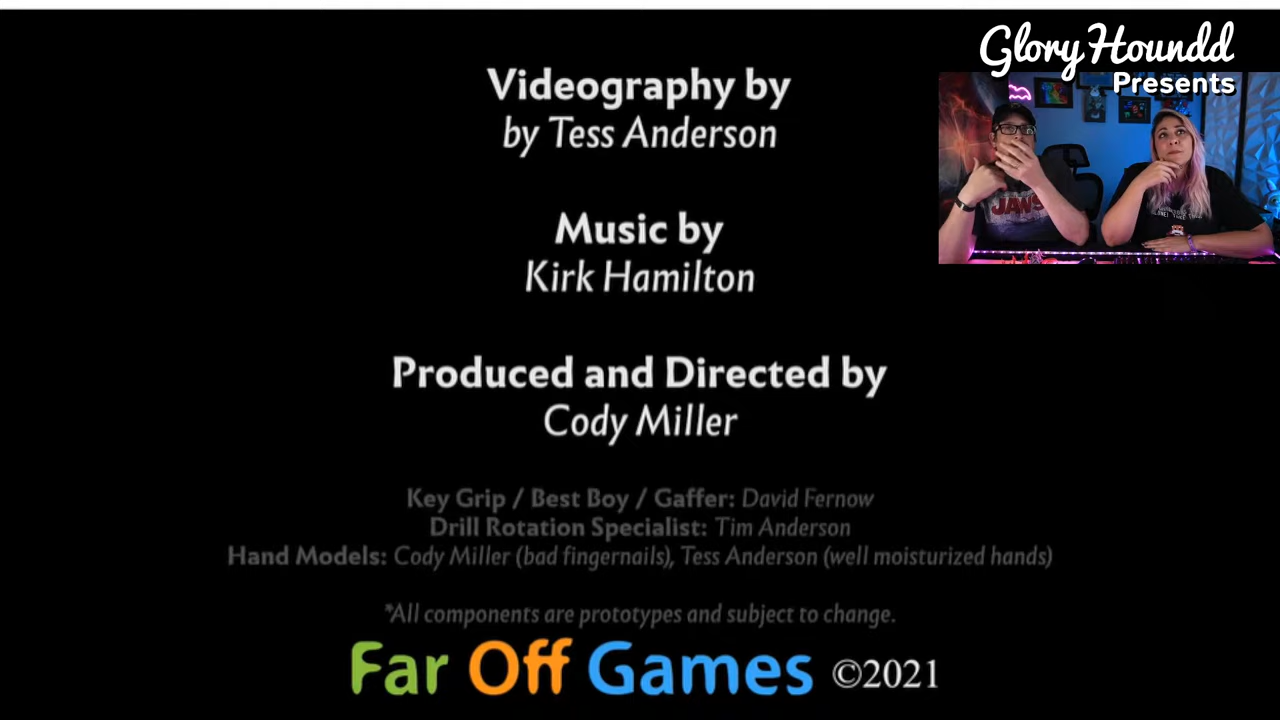 Glory Houndd
Presents
Videography by
by Tess Anderson
Music by
Kirk Hamilton
Produced and Directed by
Cody Miller
Key Grip / Best Boy / Gaffer: David Fernow
Drill Rotation Specialist: Tim Anderson
Hand Models: Cody Miller (bad fingernails), Tess Anderson (well moisturized hands)
*All components are prototypes and subject to change.
Far Off Games ©2021
JAWS